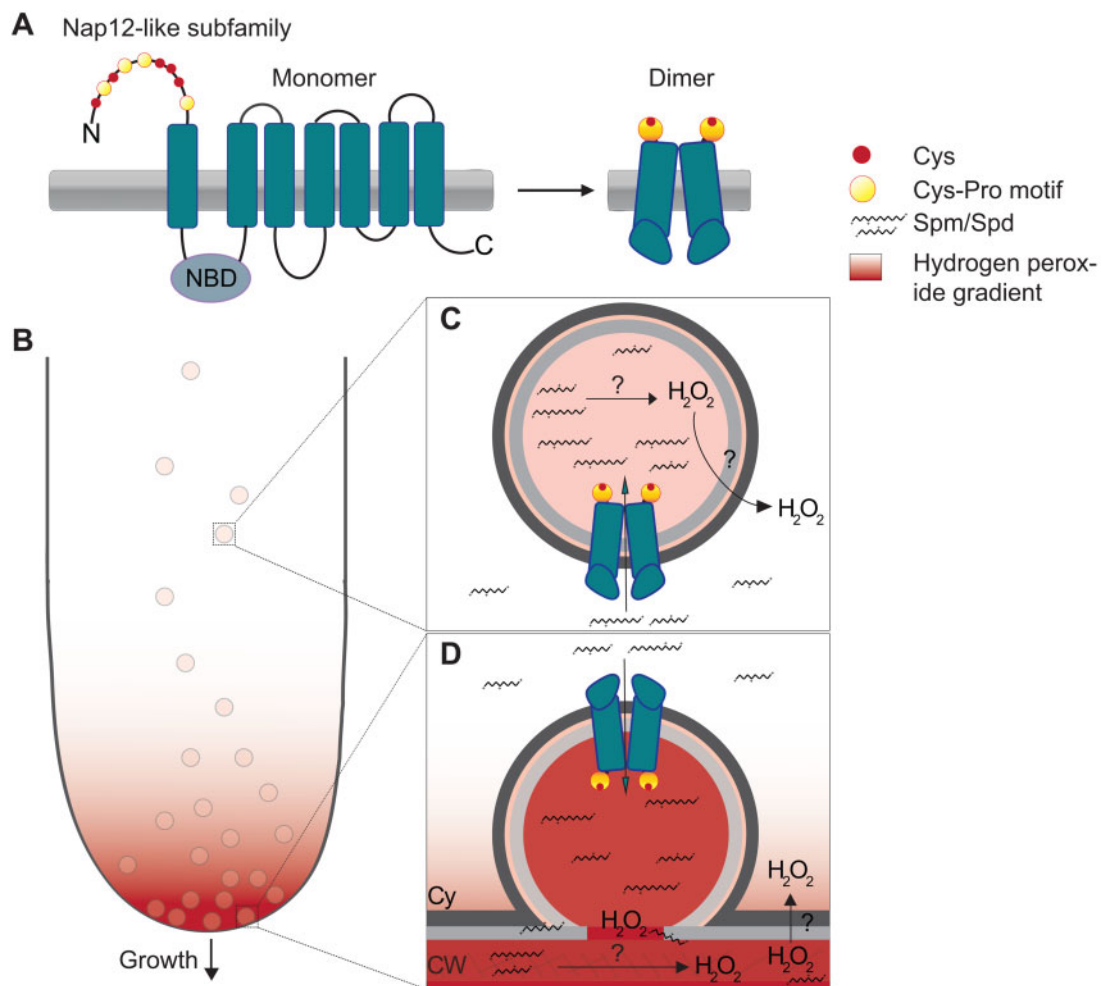 A Nap12-like subfamily
Monomer
Dimer
N
NBD
C
Cys
Cys-Pro motif
Spm/Spd
Hydrogen perox-
ide gradient
B
Growth
C
?
H₂O₂
?
H₂O₂
D
Cy
H₂O₂
H₂O₂
?
CW
?
H₂O₂
H₂O₂